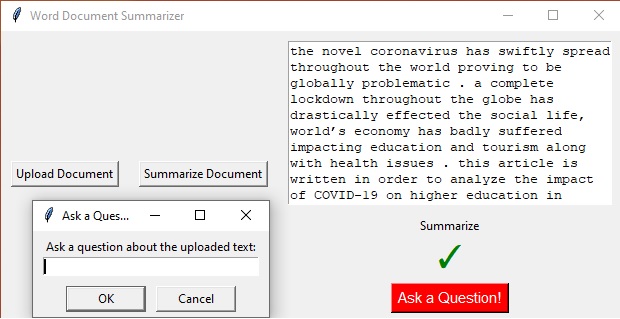 Word Document Summarizer
the novel coronavirus has swiftly spread
throughout the world proving to be
globally problematic . a complete
lockdown throughout the globe has
drastically effected the social life,
world’s economy has badly suffered
impacting education and tourism along
with health issues . this article is
written in order to analyze the impact
of COVID-19 on higher education in
Upload Document
Summarize Document
Ask a Ques...
Ask a question about the uploaded text:
OK
Cancel
Summarize
✓
Ask a Question!